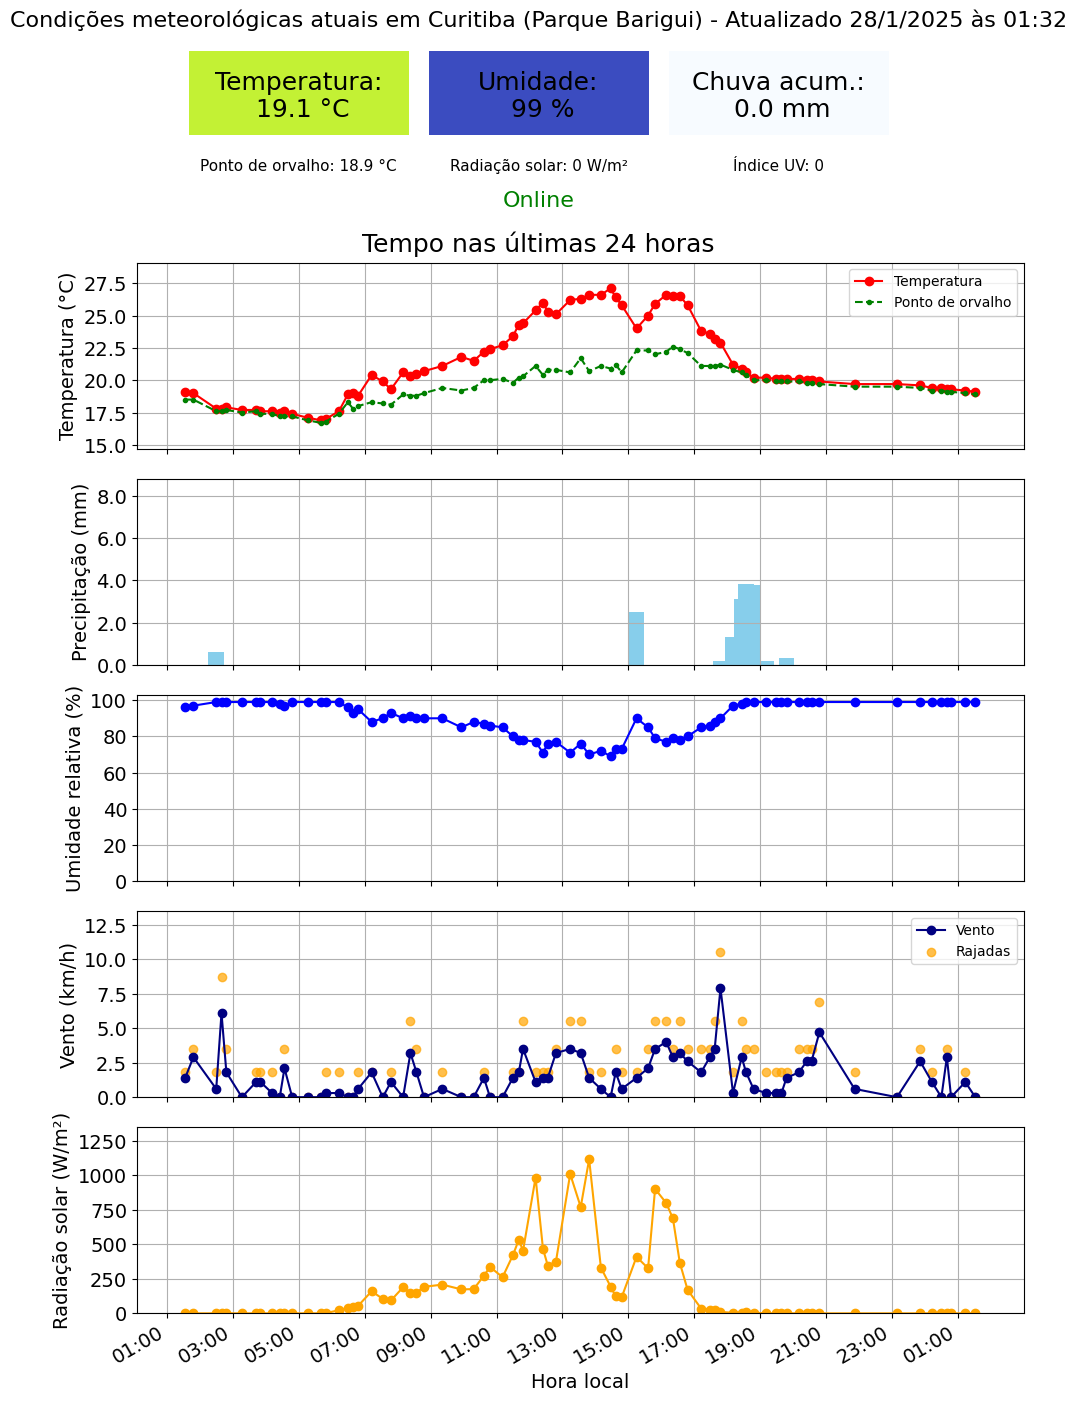 Condições meteorológicas atuais em Curitiba (Parque Barigui) - Atualizado 28/1/2025 às 01:32
Temperatura:
19.1 °C
Umidade:
99 %
Chuva acum.:
0.0 mm
Ponto de orvalho: 18.9 °C
Radiação solar: 0 W/m²
Índice UV: 0
Online
Tempo nas últimas 24 horas
Temperatura (°C)
27.5
25.0
22.5
20.0
17.5
15.0
Temperatura
Ponto de orvalho
Precipitação (mm)
8.0
6.0
4.0
2.0
0.0
Umidade relativa (%)
100
80
60
40
20
0
Vento (km/h)
12.5
10.0
7.5
5.0
2.5
0.0
Vento
Rajadas
Radiação solar (W/m²)
1250
1000
750
500
250
0
01:00
03:00
05:00
07:00
09:00
11:00
13:00
15:00
17:00
19:00
21:00
23:00
01:00
Hora local